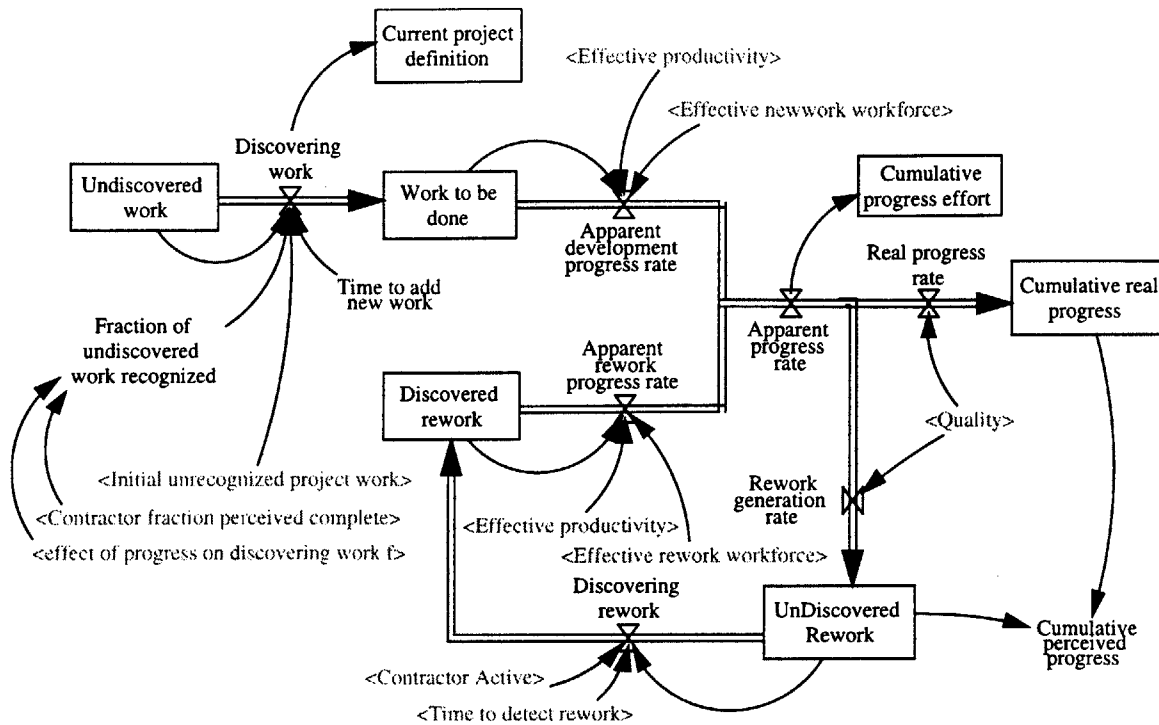 Current project
definition
<Effective productivity>
<Effective newwork workforce>
Discovering
work
Undiscovered
work
Work to be
done
Cumulative
progress effort
Apparent
development
progress rate
Real progress
rate
Time to add
new work
Cumulative real
progress
Fraction of
undiscovered
work recognized
Apparent
rework
progress rate
Apparent
progress
rate
Discovered
rework
<Quality>
<Initial unrecognized project work>
<Contractor fraction perceived complete>
<effect of progress on discovering work f>
<Effective productivity>
<Effective rework workforce>
Rework
generation
rate
Discovering
rework
UnDiscovered
Rework
Cumulative
perceived
progress
<Contractor Active>
<Time to detect rework>